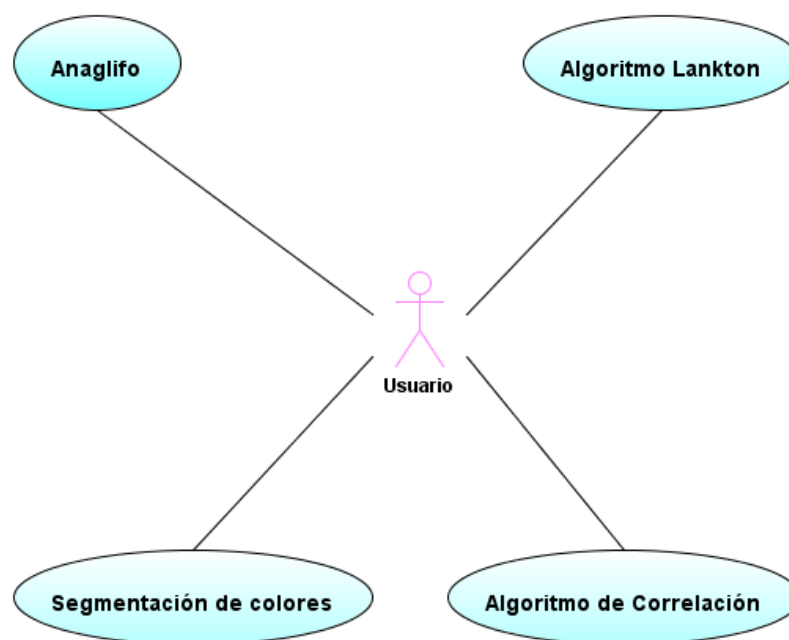 Anaglifo
Algoritmo Lankton
Usuario
Segmentación de colores
Algoritmo de Correlación